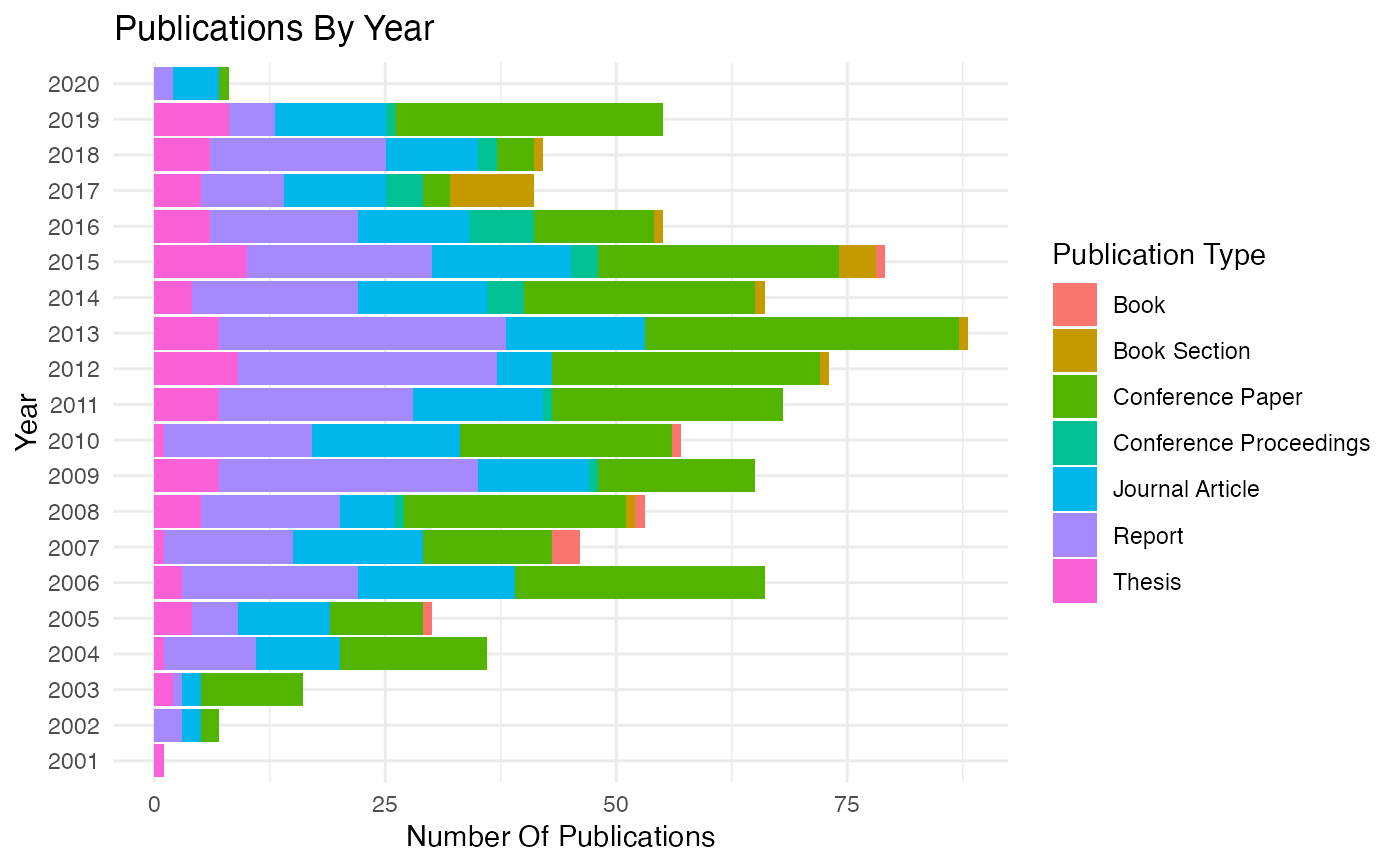 Publications By Year
Year
2020
2019
2018
2017
2016
2015
2014
2013
2012
2011
2010
2009
2008
2007
2006
2005
2004
2003
2002
2001
0 25 50 75
Number Of Publications
Publication Type
Book
Book Section
Conference Paper
Conference Proceedings
Journal Article
Report
Thesis